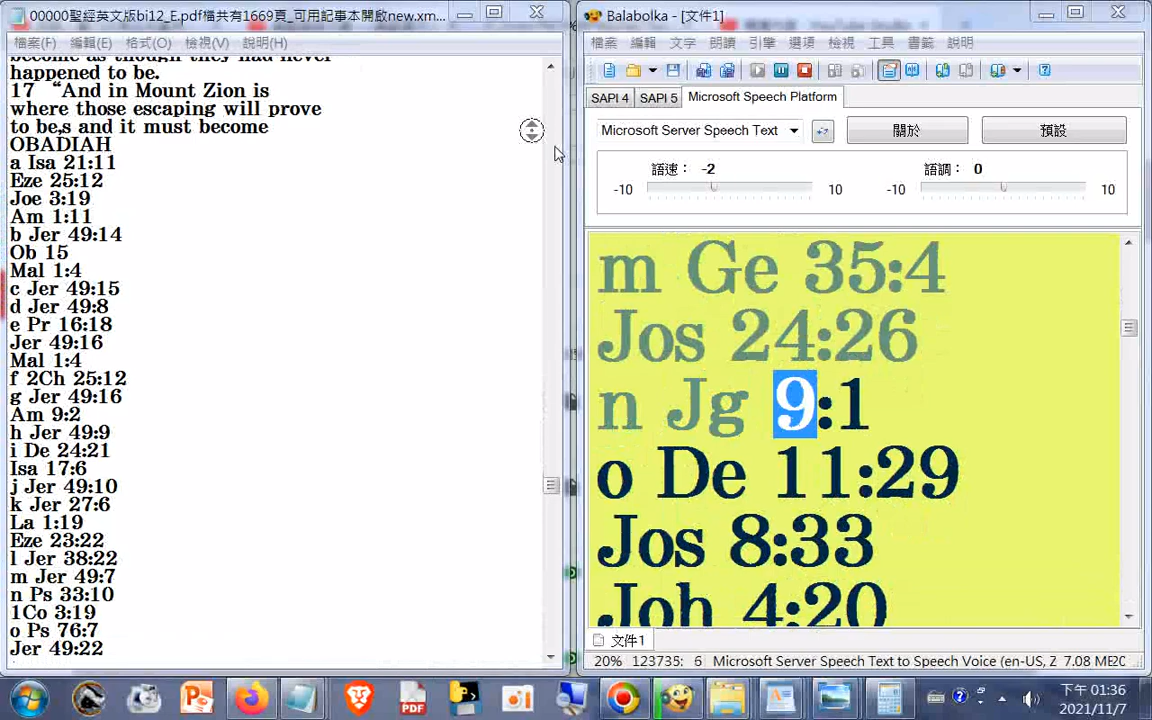 00000聖經英文版bi12_E.pdf檔共有1669頁_可用記事本開啟new.xm...
檔案(F) 編輯(E) 格式(O) 檢視(V) 說明(H)
become as though they had never
happened to be.
17 “And in Mount Zion is
where those escaping will prove
to be,s and it must become
OBADIAH
a Isa 21:11
Eze 25:12
Joe 3:19
Am 1:11
b Jer 49:14
Ob 15
Mal 1:4
c Jer 49:15
d Jer 49:8
e Pr 16:18
Jer 49:16
Mal 1:4
f 2Ch 25:12
g Jer 49:16
Am 9:2
h Jer 49:9
i De 24:21
Isa 17:6
j Jer 49:10
k Jer 27:6
La 1:19
Eze 23:22
l Jer 38:22
m Jer 49:7
n Ps 33:10
1Co 3:19
o Ps 76:7
Jer 49:22
Balabolka - [文件1]
檔案 編輯 文字 朗讀 引擎 選項 檢視 工具 書籤 說明
SAPI 4 SAPI 5 Microsoft Speech Platform
Microsoft Server Speech Text 關於 預設
語速： -2 語調： 0
-10 10 -10 10
m Ge 35:4
Jos 24:26
n Jg 9:1
o De 11:29
Jos 8:33
Joh 4:20
文件1
20% 123735: 6 Microsoft Server Speech Text to Speech Voice (en-US, Z 7.08 ME
下午 01:36
2021/11/7